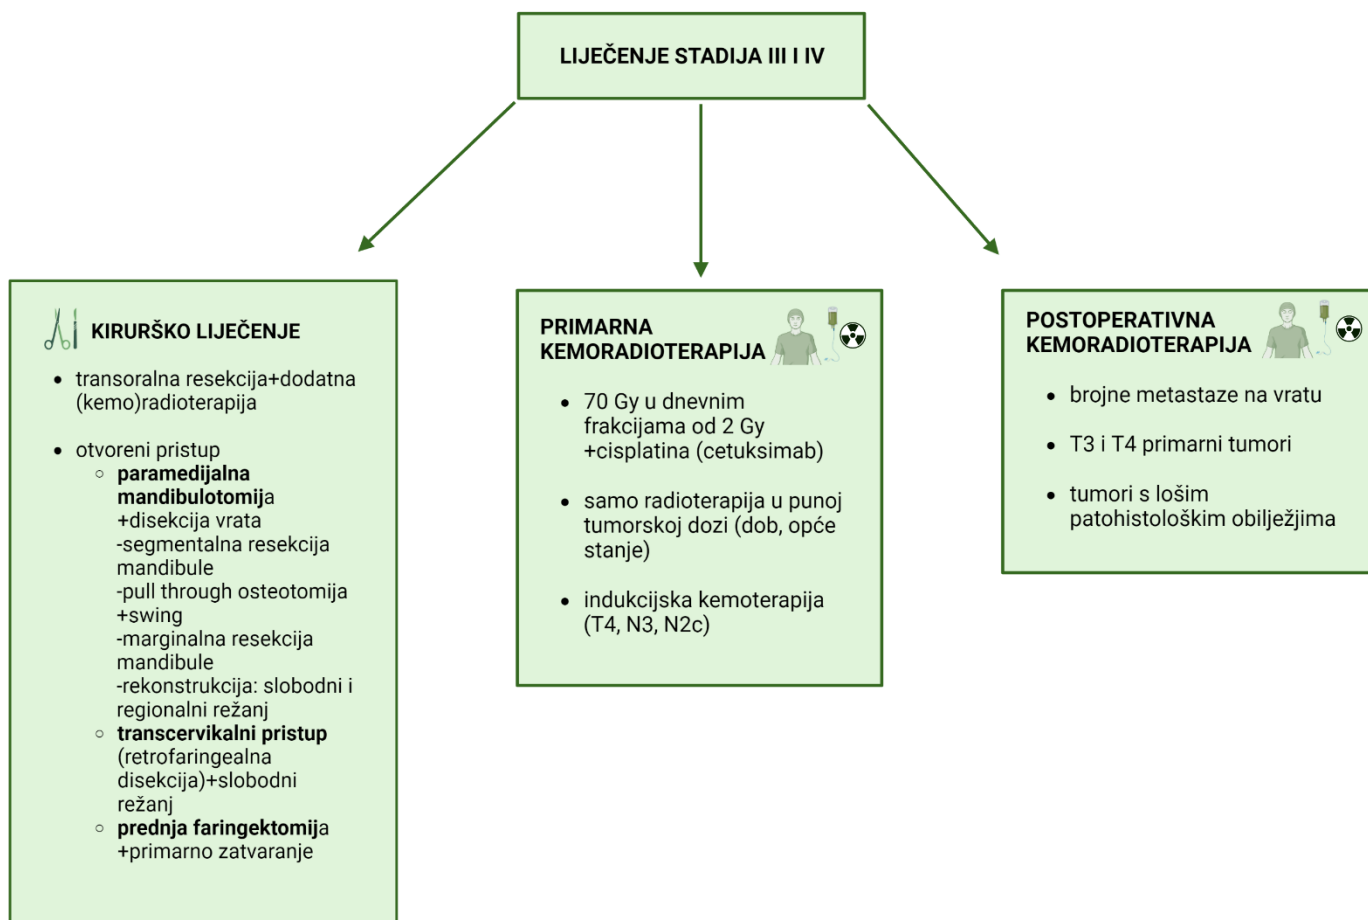 LIJEČENJE STADIJA III I IV
KIRURŠKO LIJEČENJE
• transoralna resekcija+dodatna
(kemo)radioterapija
• otvoreni pristup
○ paramedijalna
mandibulotomija
+disekcija vrata
-segmentalna resekcija
mandibule
-pull through osteotomija
+swing
-marginalna resekcija
mandibule
-rekonstrukcija: slobodni i
regionalni režanj
○ transcervikalni pristup
(retrofaringealna
disekcija)+slobodni
režanj
○ prednja faringektomija
+primarno zatvaranje
PRIMARNA
KEMORADIOTERAPIJA
• 70 Gy u dnevnim
frakcijama od 2 Gy
+cisplatina (cetuksimab)
• samo radioterapija u punoj
tumorskoj dozi (dob, opće
stanje)
• indukcijska kemoterapija
(T4, N3, N2c)
POSTOPERATIVNA
KEMORADIOTERAPIJA
• brojne metastaze na vratu
• T3 i T4 primarni tumori
• tumori s lošim
patohistološkim obilježjima